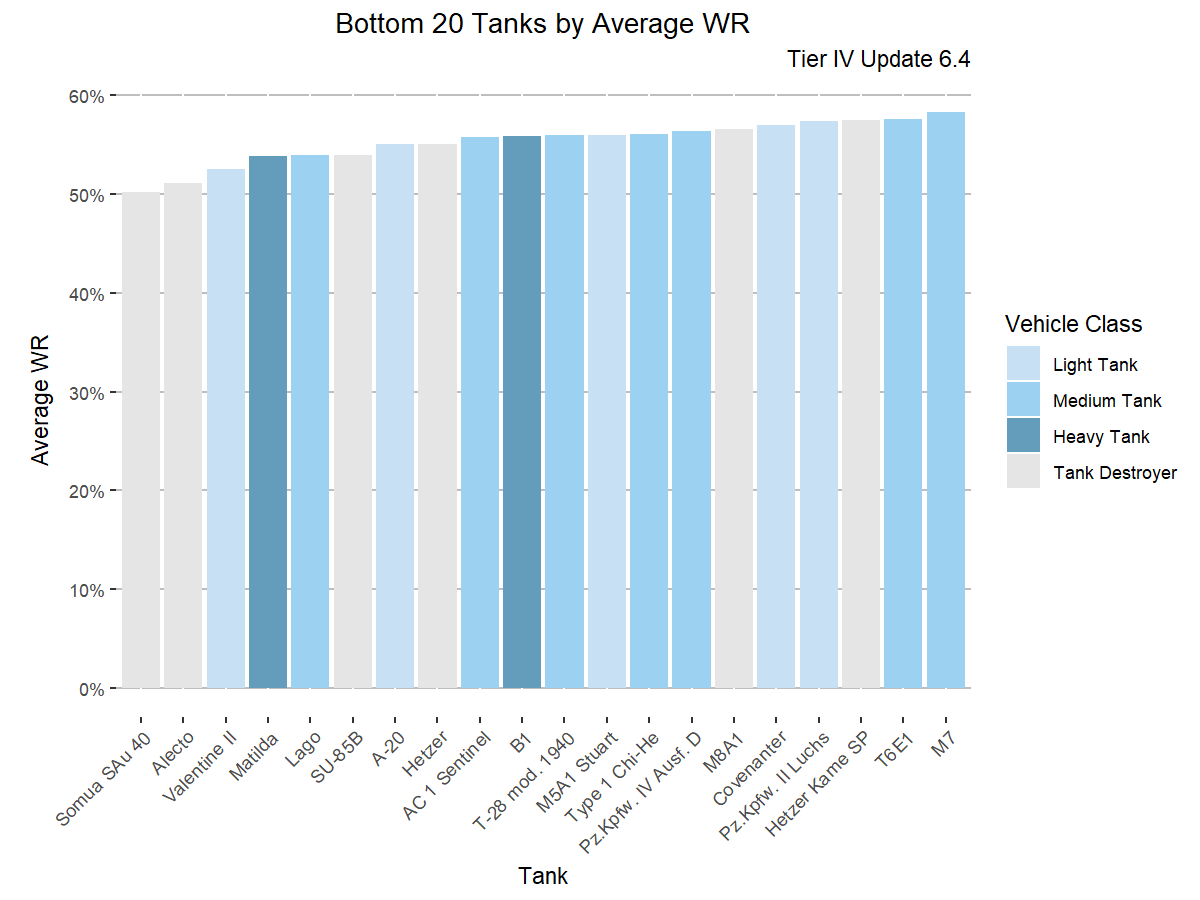 Bottom 20 Tanks by Average WR
Tier IV Update 6.4
Average WR
60%
50%
40%
30%
20%
10%
0%
Somua SAu 40
Alecto
Valentine II
Matilda
Lago
SU-85B
A-20
Hetzer
AC 1 Sentinel
B1
T-28 mod. 1940
M5A1 Stuart
Type 1 Chi-He
Pz.Kpfw. IV Ausf. D
M8A1
Covenanter
Pz.Kpfw. II Luchs
Hetzer Kame SP
T6E1
M7
Tank
Vehicle Class
Light Tank
Medium Tank
Heavy Tank
Tank Destroyer